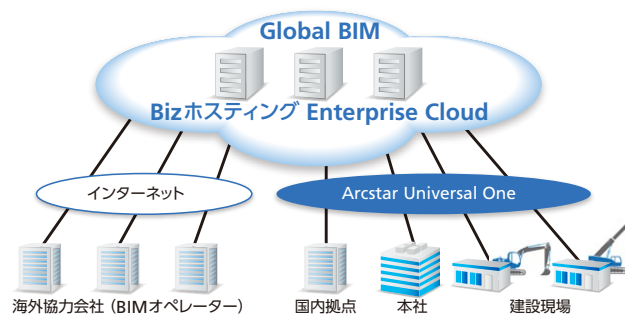 Global BIM
Bizホスティング Enterprise Cloud
インターネット
Arcstar Universal One
海外協力会社（BIMオペレーター）
国内拠点
本社
建設現場